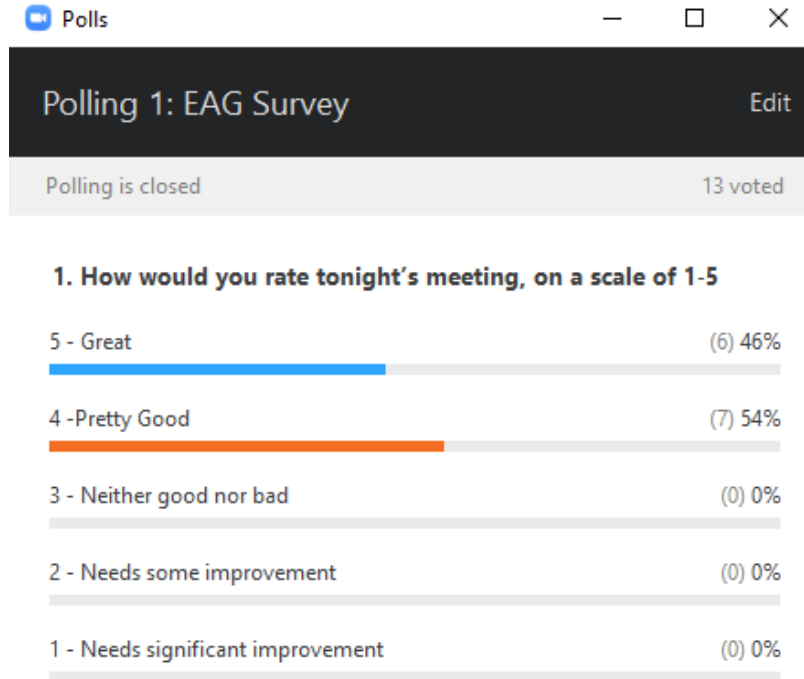 Polls
Polling 1: EAG Survey Edit
Polling is closed 13 voted
1. How would you rate tonight's meeting, on a scale of 1-5
5 - Great (6) 46%
4 -Pretty Good (7) 54%
3 - Neither good nor bad (0) 0%
2 - Needs some improvement (0) 0%
1 - Needs significant improvement (0) 0%